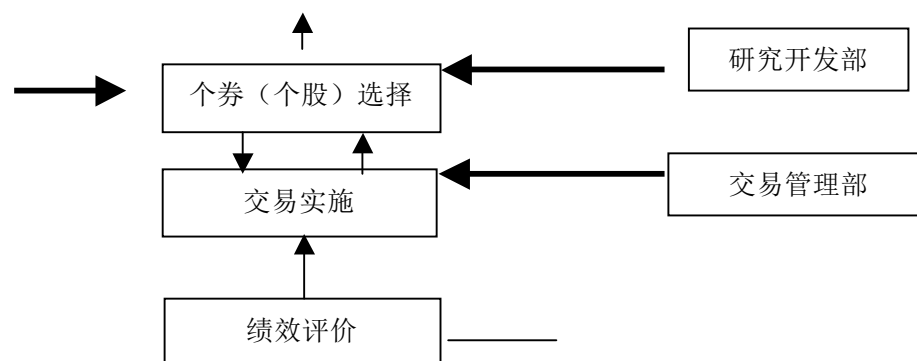 研究开发部
个券（个股）选择
交易管理部
交易实施
绩效评价